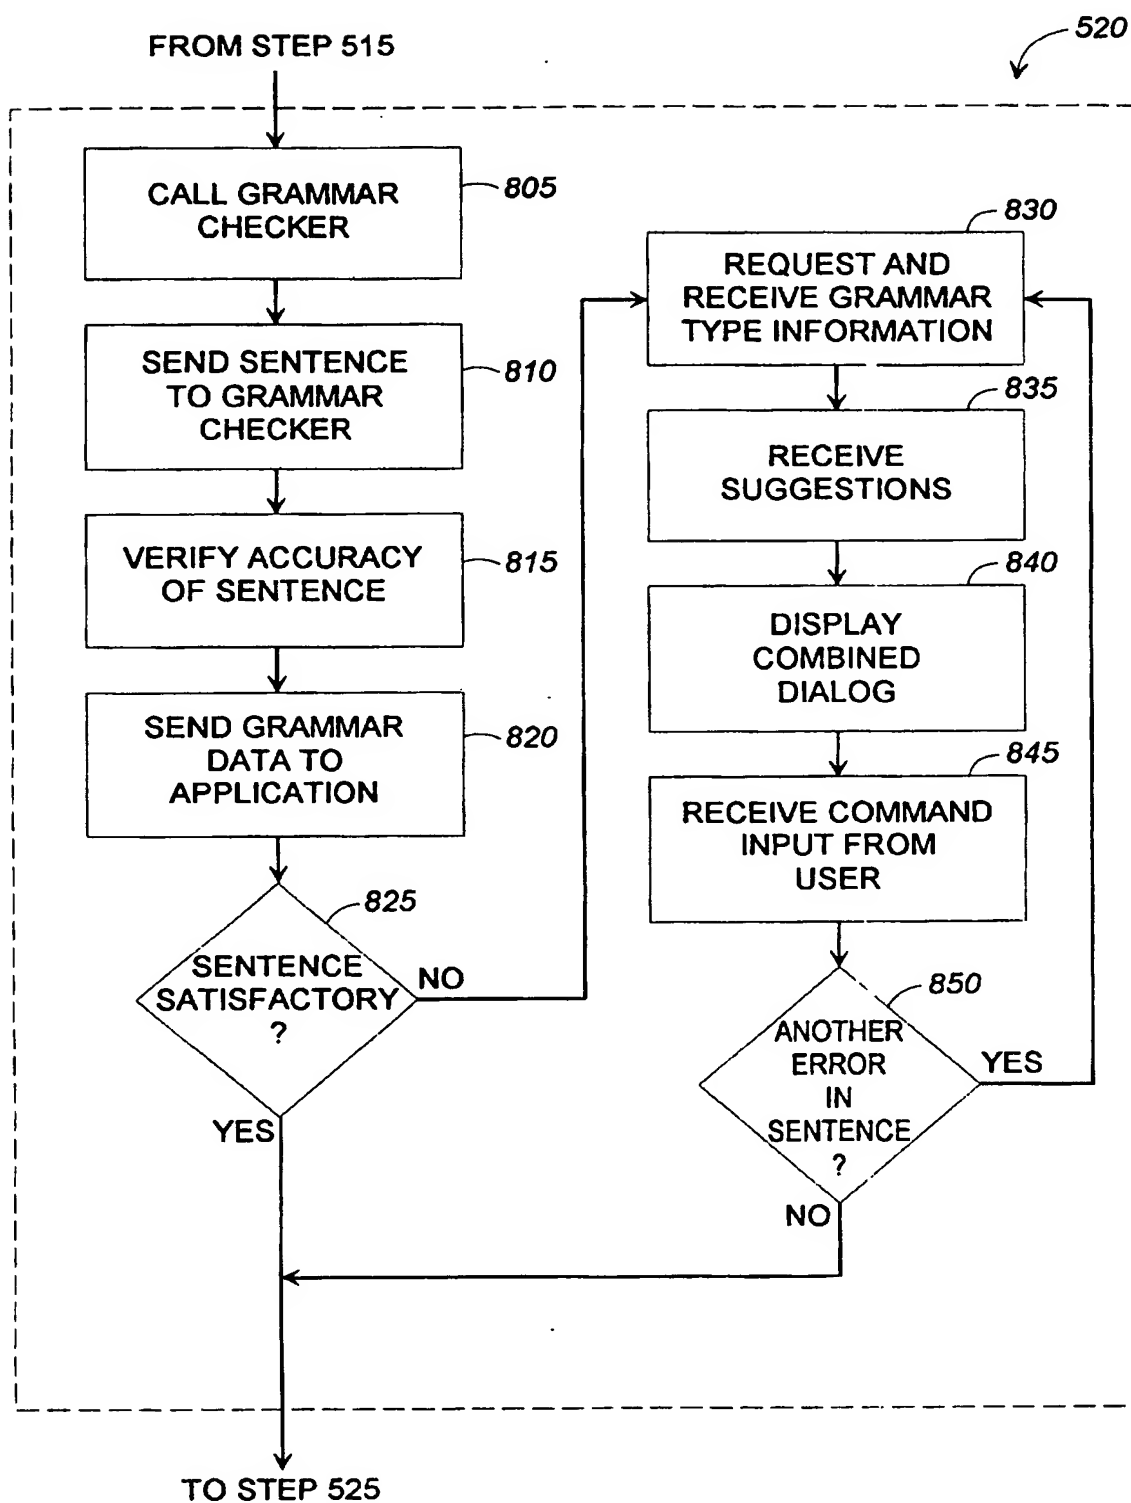 FROM STEP 515
520
CALL GRAMMAR
CHECKER
805
SEND SENTENCE
TO GRAMMAR
CHECKER
810
VERIFY ACCURACY
OF SENTENCE
815
SEND GRAMMAR
DATA TO
APPLICATION
820
825
SENTENCE
SATISFACTORY
?
NO
YES
830
REQUEST AND
RECEIVE GRAMMAR
TYPE INFORMATION
835
RECEIVE
SUGGESTIONS
840
DISPLAY
COMBINED
DIALOG
845
RECEIVE COMMAND
INPUT FROM
USER
850
ANOTHER
ERROR
IN
SENTENCE
?
YES
NO
TO STEP 525